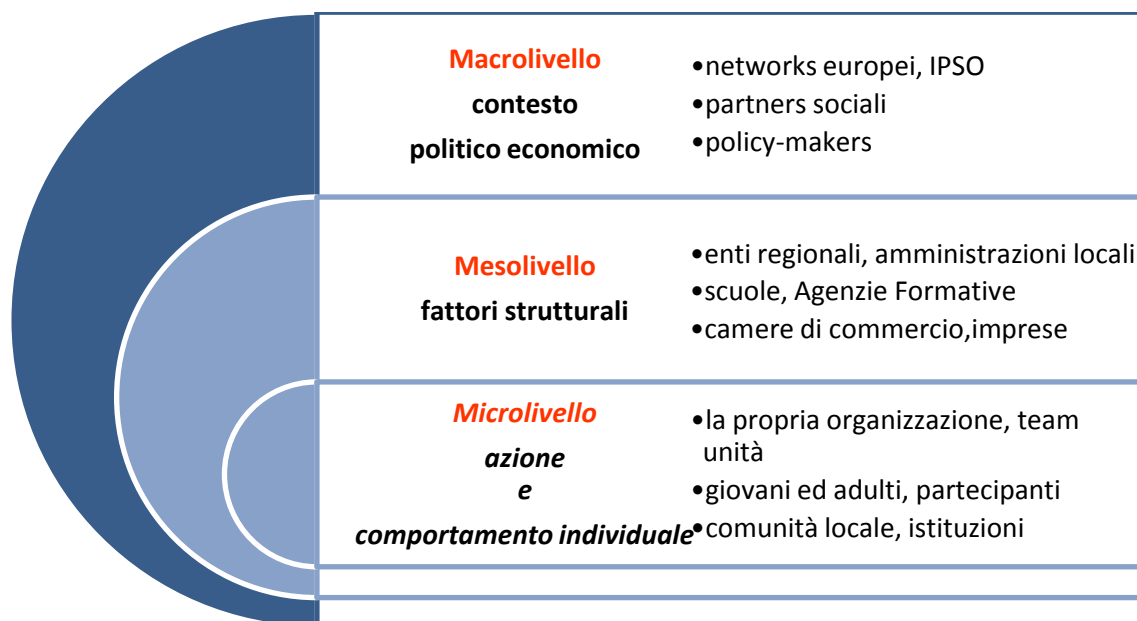 Macrolivello
contesto
politico economico
•networks europei, IPSO
•partners sociali
•policy-makers
Mesolivello
fattori strutturali
•enti regionali, amministrazioni locali
•scuole, Agenzie Formative
•camere di commercio,imprese
Microlivello
azione
e
comportamento individuale
•la propria organizzazione, team
unità
•giovani ed adulti, partecipanti
•comunità locale, istituzioni